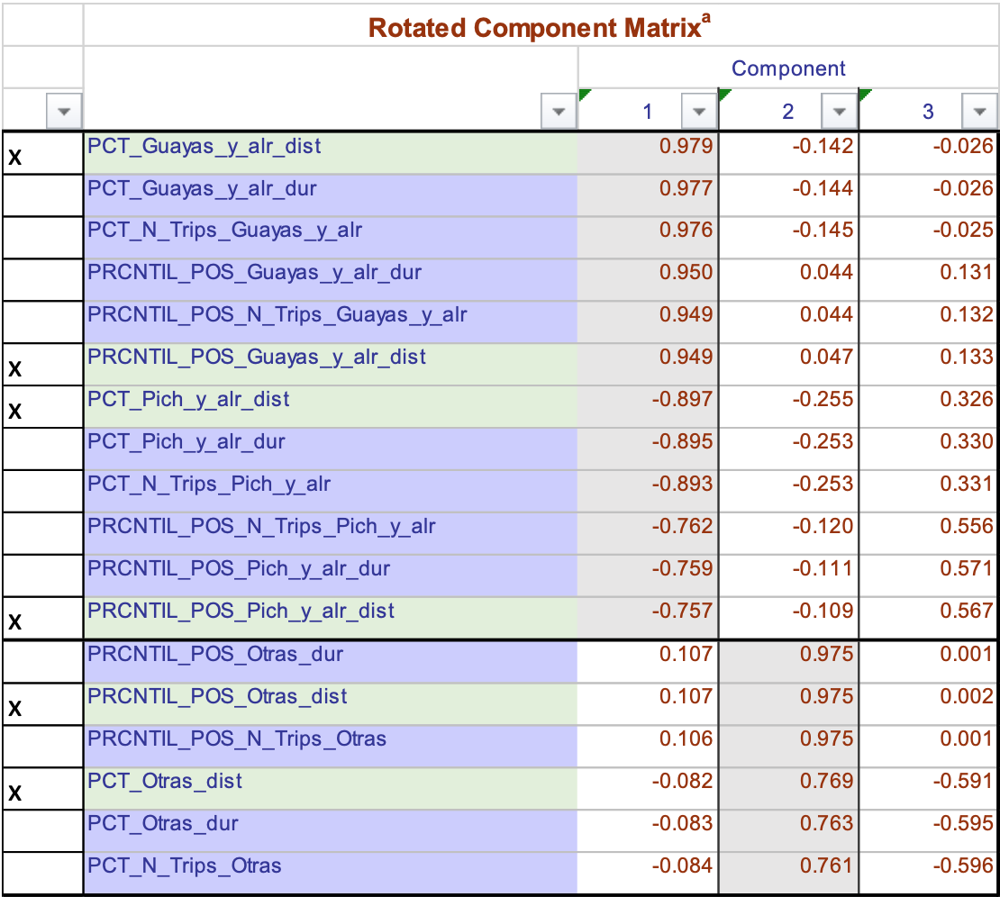 Rotated Component Matrixa
Component
1 2 3
X PCT_Guayas_y_alr_dist 0.979 -0.142 -0.026
PCT_Guayas_y_alr_dur 0.977 -0.144 -0.026
PCT_N_Trips_Guayas_y_alr 0.976 -0.145 -0.025
PRCNTIL_POS_Guayas_y_alr_dur 0.950 0.044 0.131
PRCNTIL_POS_N_Trips_Guayas_y_alr 0.949 0.044 0.132
X PRCNTIL_POS_Guayas_y_alr_dist 0.949 0.047 0.133
X PCT_Pich_y_alr_dist -0.897 -0.255 0.326
PCT_Pich_y_alr_dur -0.895 -0.253 0.330
PCT_N_Trips_Pich_y_alr -0.893 -0.253 0.331
PRCNTIL_POS_N_Trips_Pich_y_alr -0.762 -0.120 0.556
PRCNTIL_POS_Pich_y_alr_dur -0.759 -0.111 0.571
X PRCNTIL_POS_Pich_y_alr_dist -0.757 -0.109 0.567
PRCNTIL_POS_Otras_dur 0.107 0.975 0.001
X PRCNTIL_POS_Otras_dist 0.107 0.975 0.002
PRCNTIL_POS_N_Trips_Otras 0.106 0.975 0.001
X PCT_Otras_dist -0.082 0.769 -0.591
PCT_Otras_dur -0.083 0.763 -0.595
PCT_N_Trips_Otras -0.084 0.761 -0.596